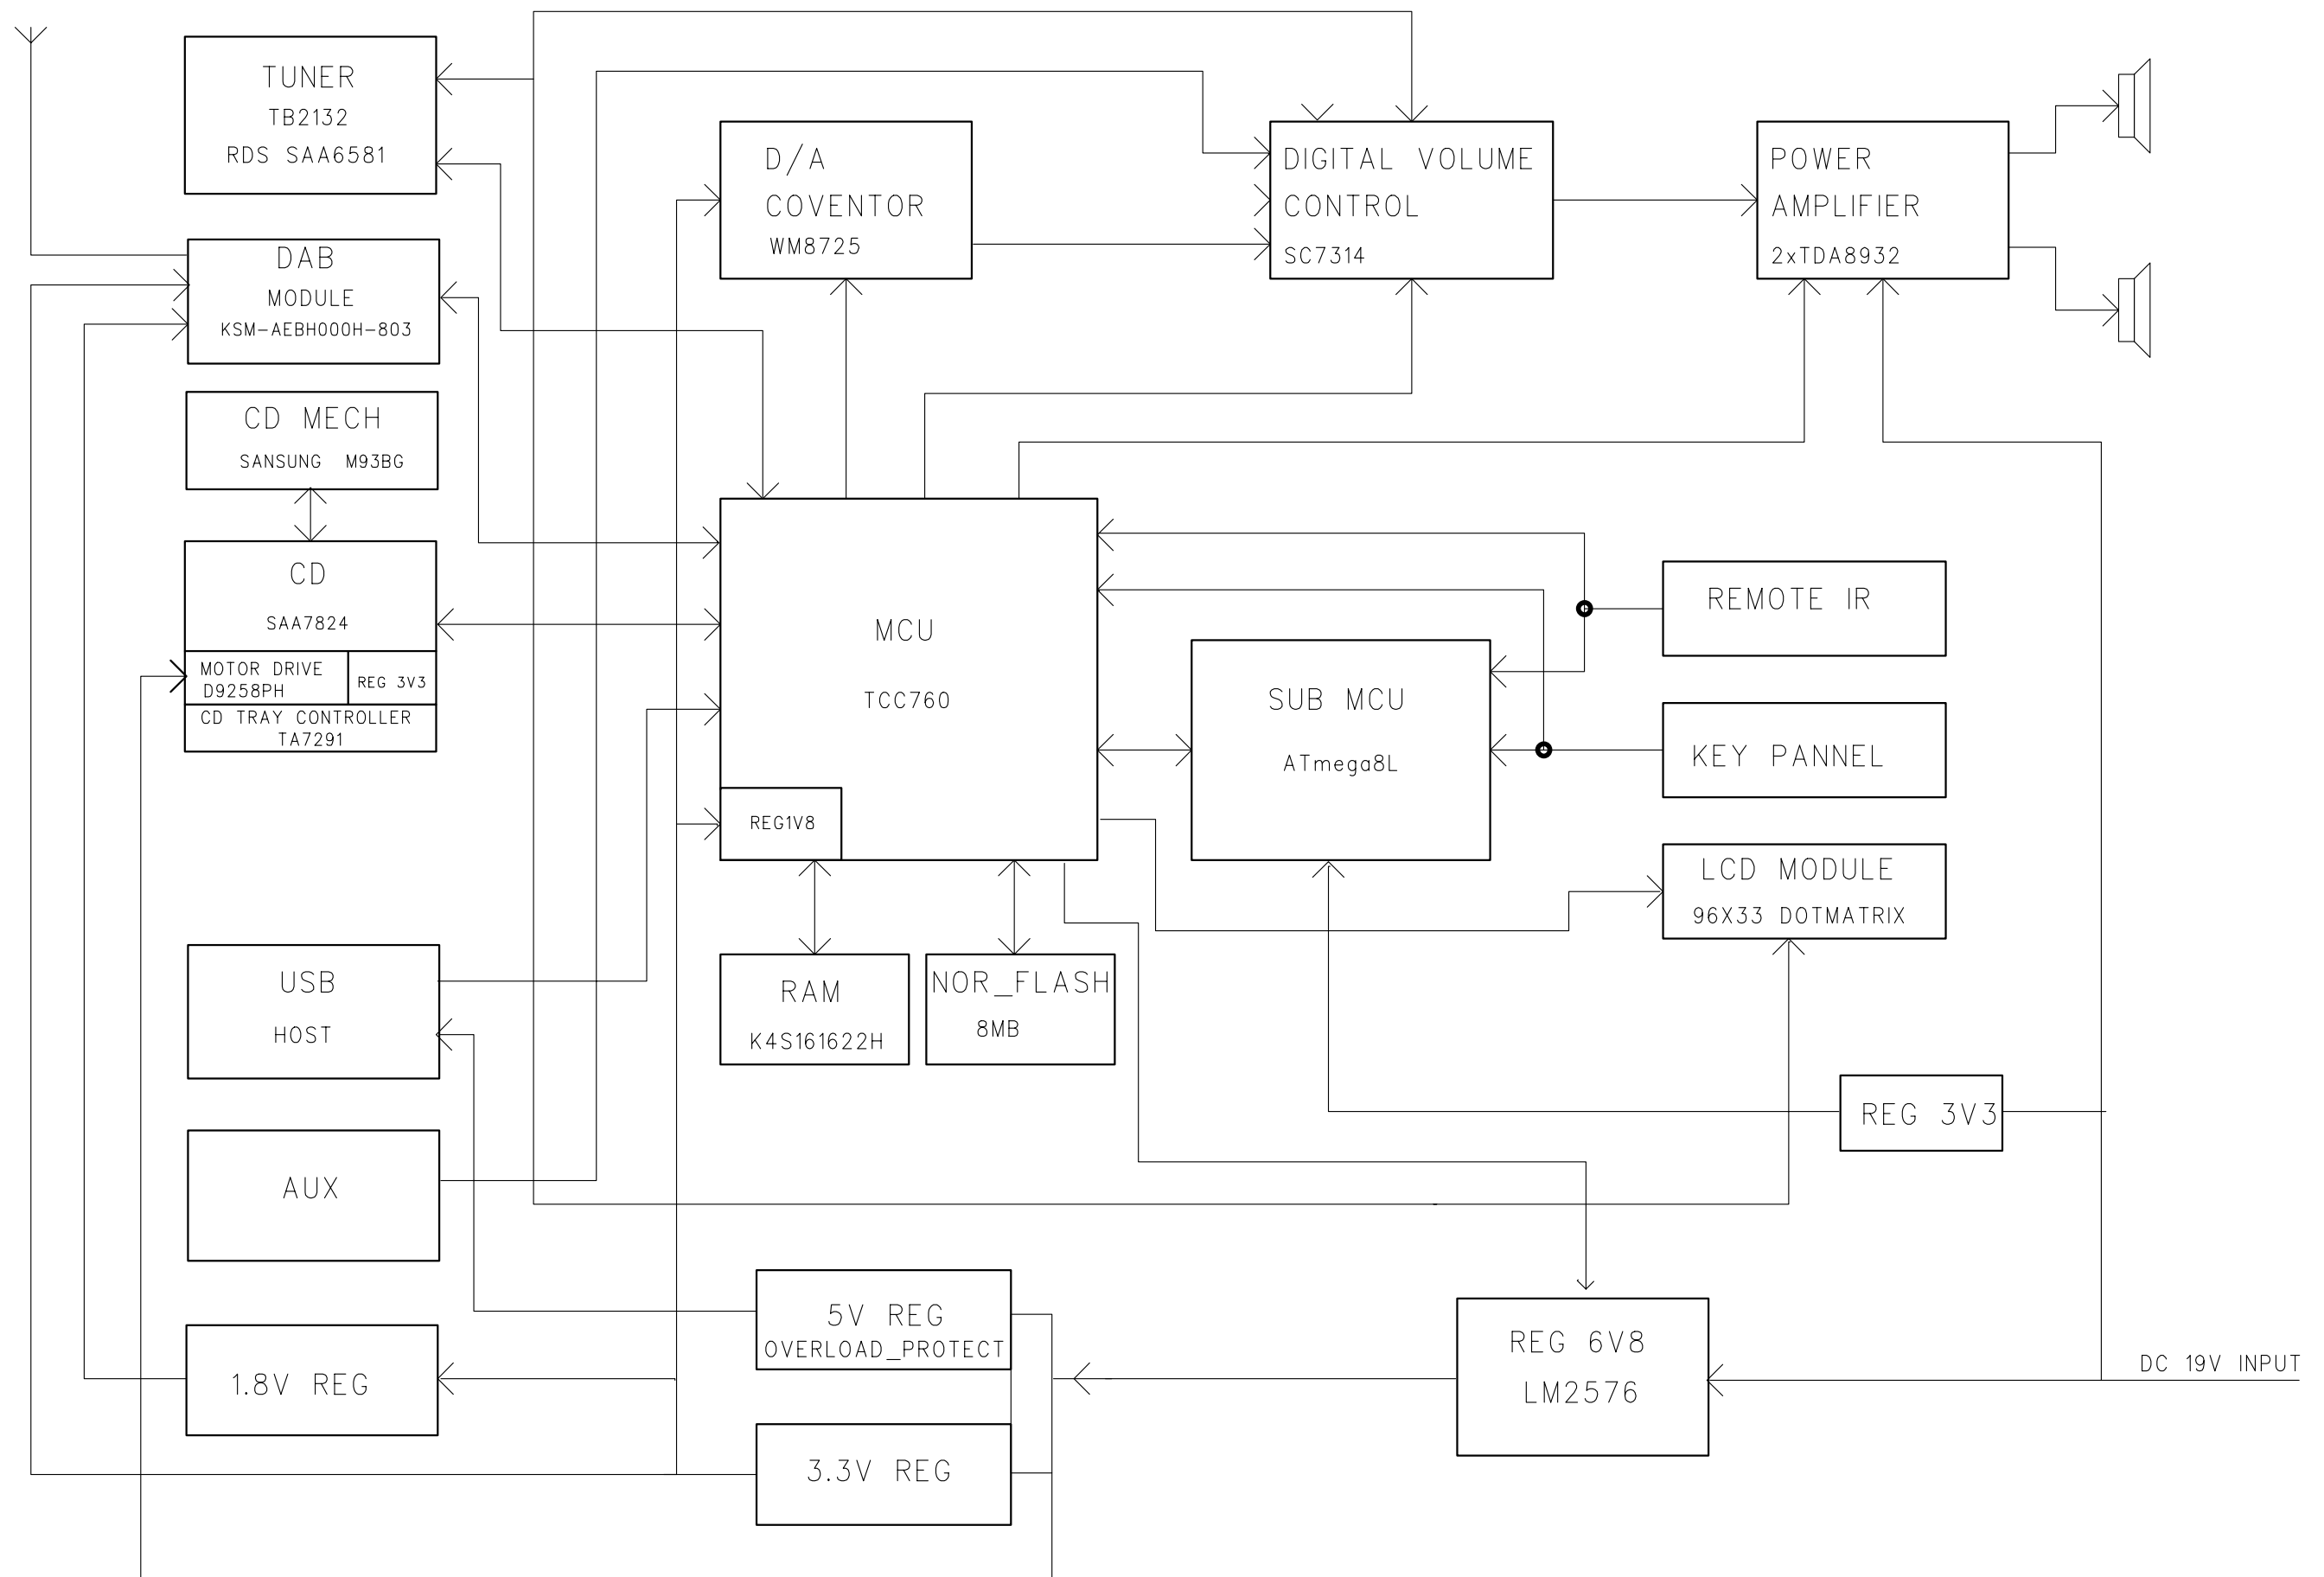 TUNER
TB2132
RDS SAA6581
DAB
MODULE
KSM-AEBH000H-803
CD MECH
SANSUNG M93BG
CD
SAA7824
MOTOR DRIVE
D9258PH
REG 3V3
CD TRAY CONTROLLER
TA7291
USB
HOST
AUX
1.8V REG
D/A
COVENTOR
WM8725
DIGITAL VOLUME
CONTROL
SC7314
POWER
AMPLIFIER
2xTDA8932
MCU
TCC760
REG1V8
SUB MCU
ATmega8L
REMOTE IR
KEY PANNEL
LCD MODULE
96X33 DOTMATRIX
RAM
K4S161622H
NOR_FLASH
8MB
REG 3V3
5V REG
OVERLOAD_PROTECT
3.3V REG
REG 6V8
LM2576
DC 19V INPUT